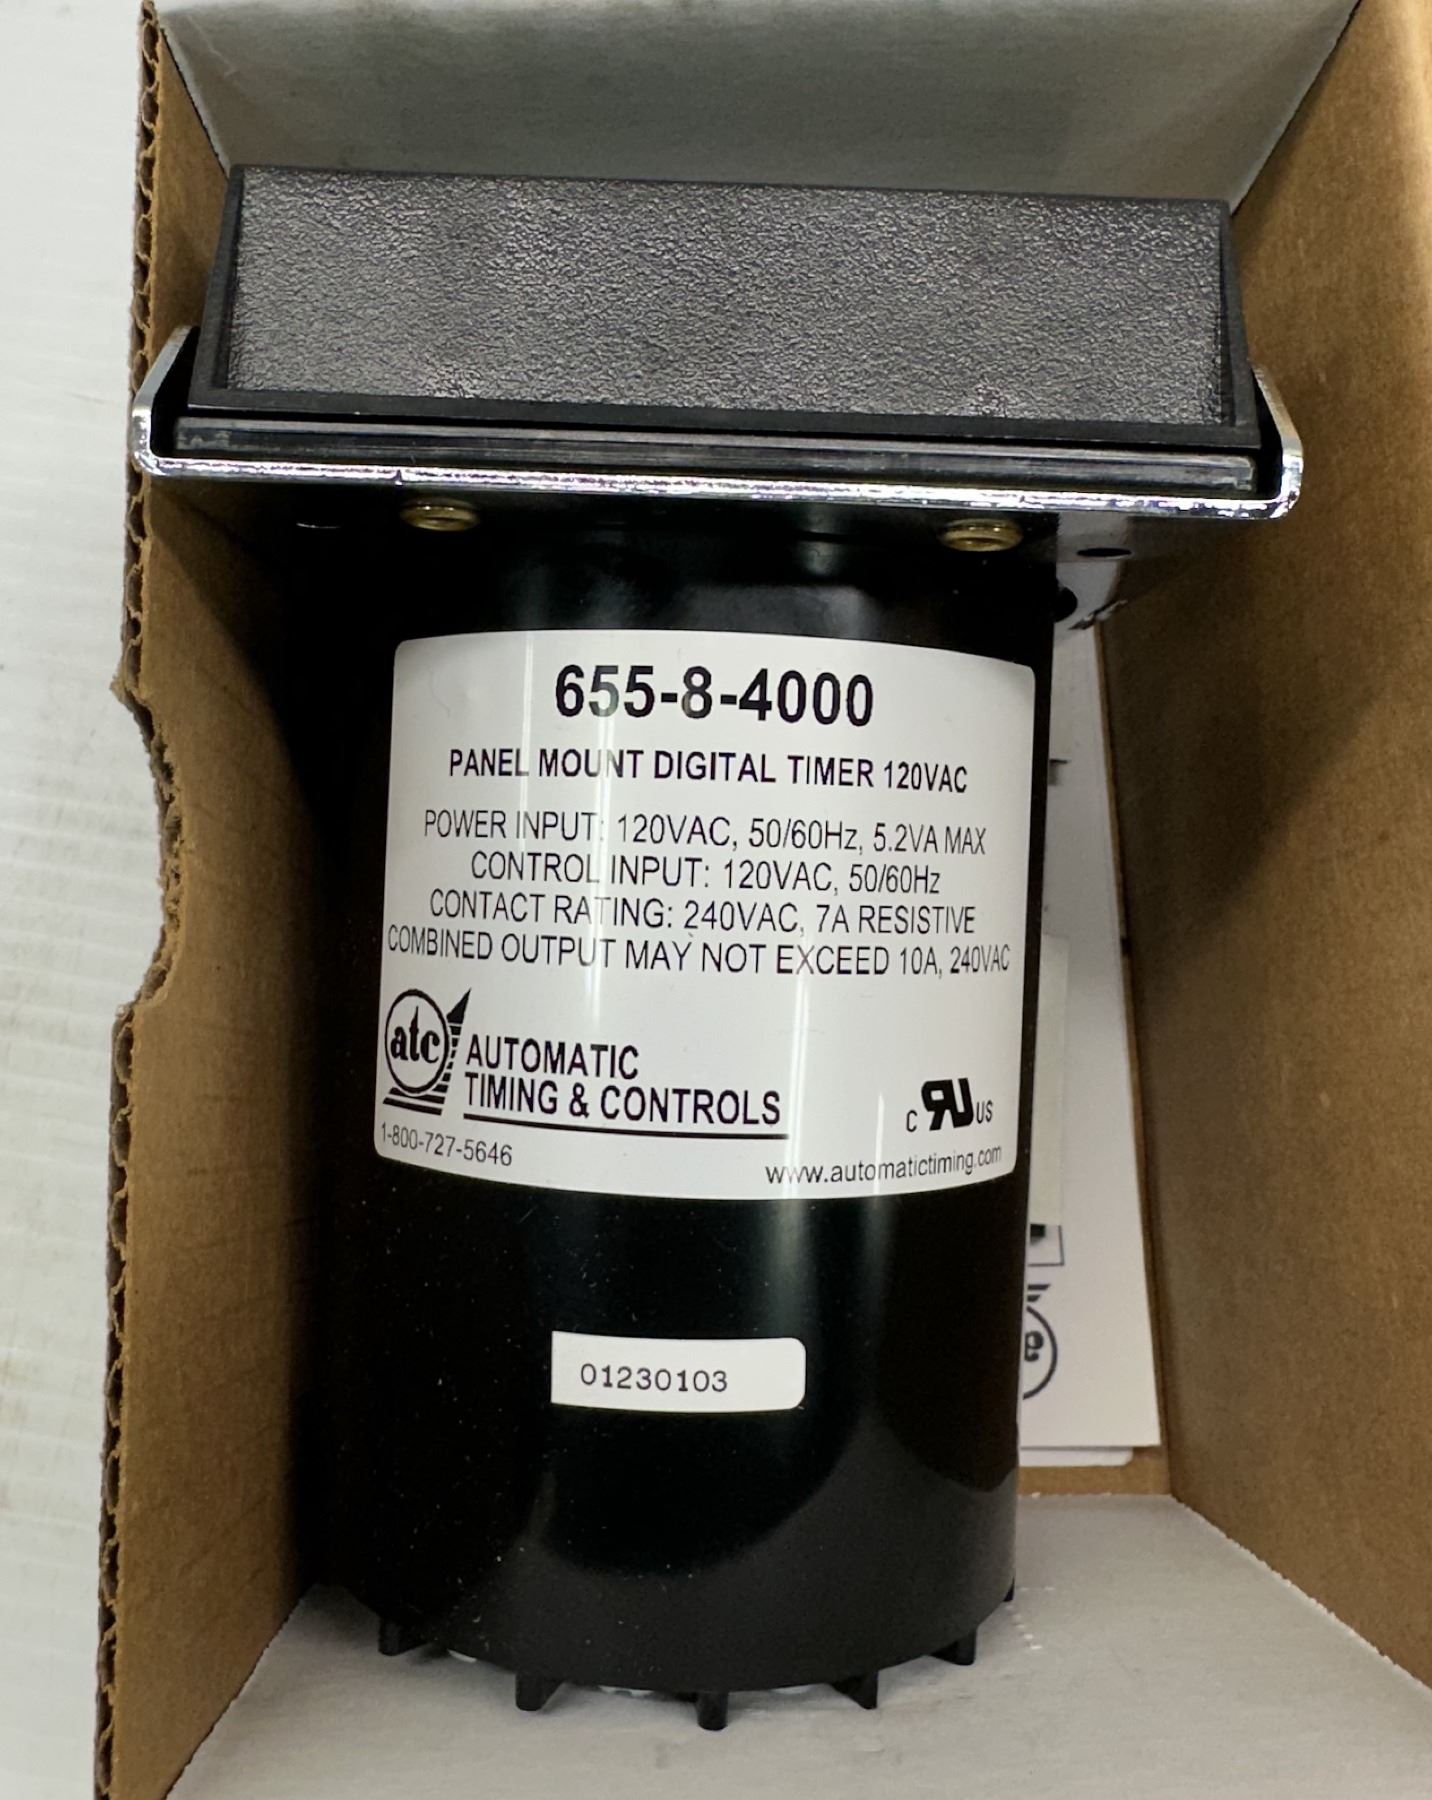 655-8-4000
PANEL MOUNT DIGITAL TIMER 120VAC
POWER INPUT: 120VAC, 50/60Hz, 5.2VA MAX
CONTROL INPUT: 120VAC, 50/60Hz
CONTACT RATING: 240VAC, 7A RESISTIVE
COMBINED OUTPUT MAY NOT EXCEED 10A, 240VAC
atc
AUTOMATIC
TIMING & CONTROLS
c RU US
1-800-727-5646
www.automatictiming.com
01230103